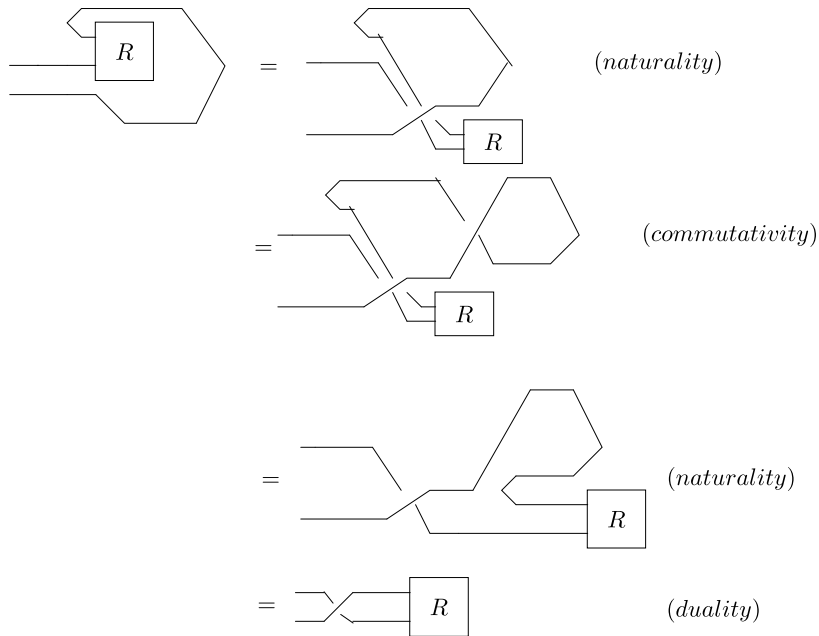 R
= R (naturality)
= R (commutativity)
= R (naturality)
= R (duality)